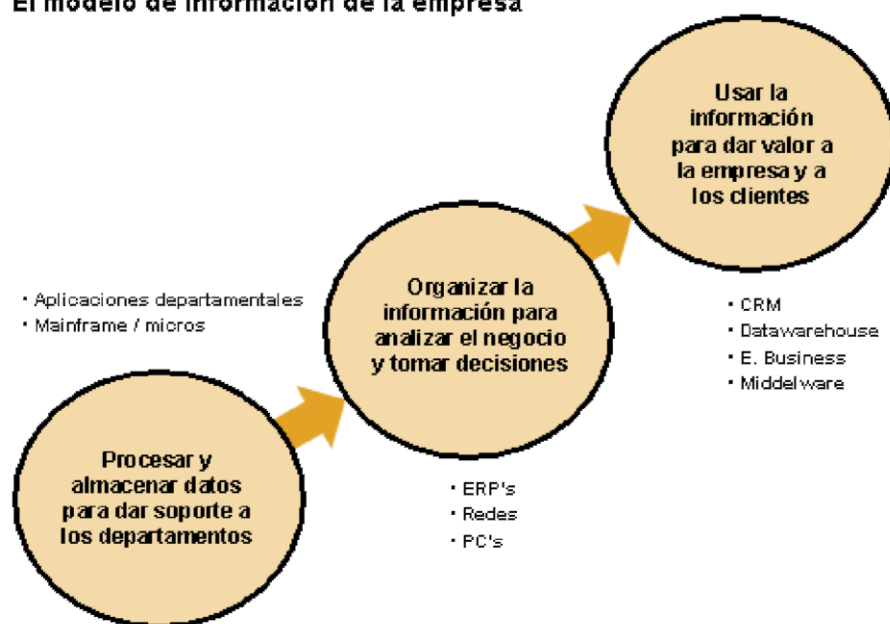 El modelo de información de la empresa
Usar la
información
para dar valor a
la empresa y a
los clientes
Organizar la
información para
analizar el negocio
y tomar decisiones
· Aplicaciones departamentales
· Mainframe / micros
· CRM
· Datawarehouse
· E. Business
· Middelware
Procesar y
almacenar datos
para dar soporte a
los departamentos
· ERP's
· Redes
· PC's